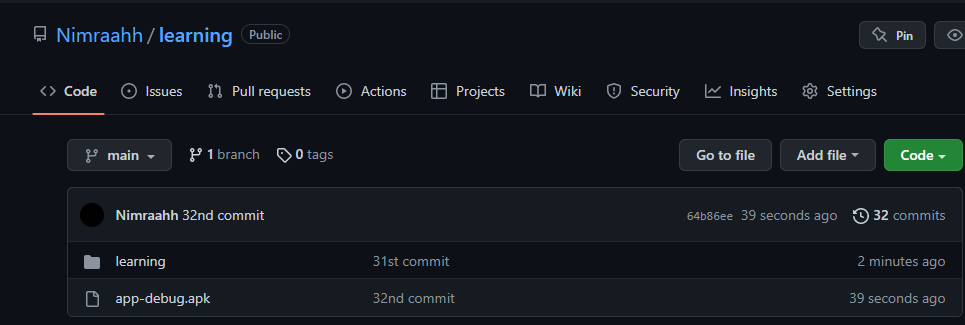 Nimraahh / learning Public Pin
Code Issues Pull requests Actions Projects Wiki Security Insights Settings
main 1 branch 0 tags Go to file Add file Code
Nimraahh 32nd commit 64b86ee 39 seconds ago 32 commits
learning 31st commit 2 minutes ago
app-debug.apk 32nd commit 39 seconds ago